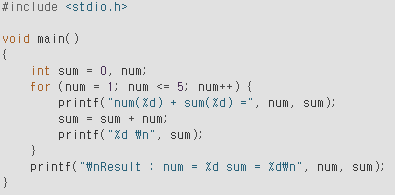 #include <stdio.h>
void main()
{
int sum = 0, num;
for (num = 1; num <= 5; num++) {
printf("num(%d) + sum(%d) =", num, sum);
sum = sum + num;
printf("%d ₩n", sum);
}
printf("₩nResult : num = %d sum = %d₩n", num, sum);
}